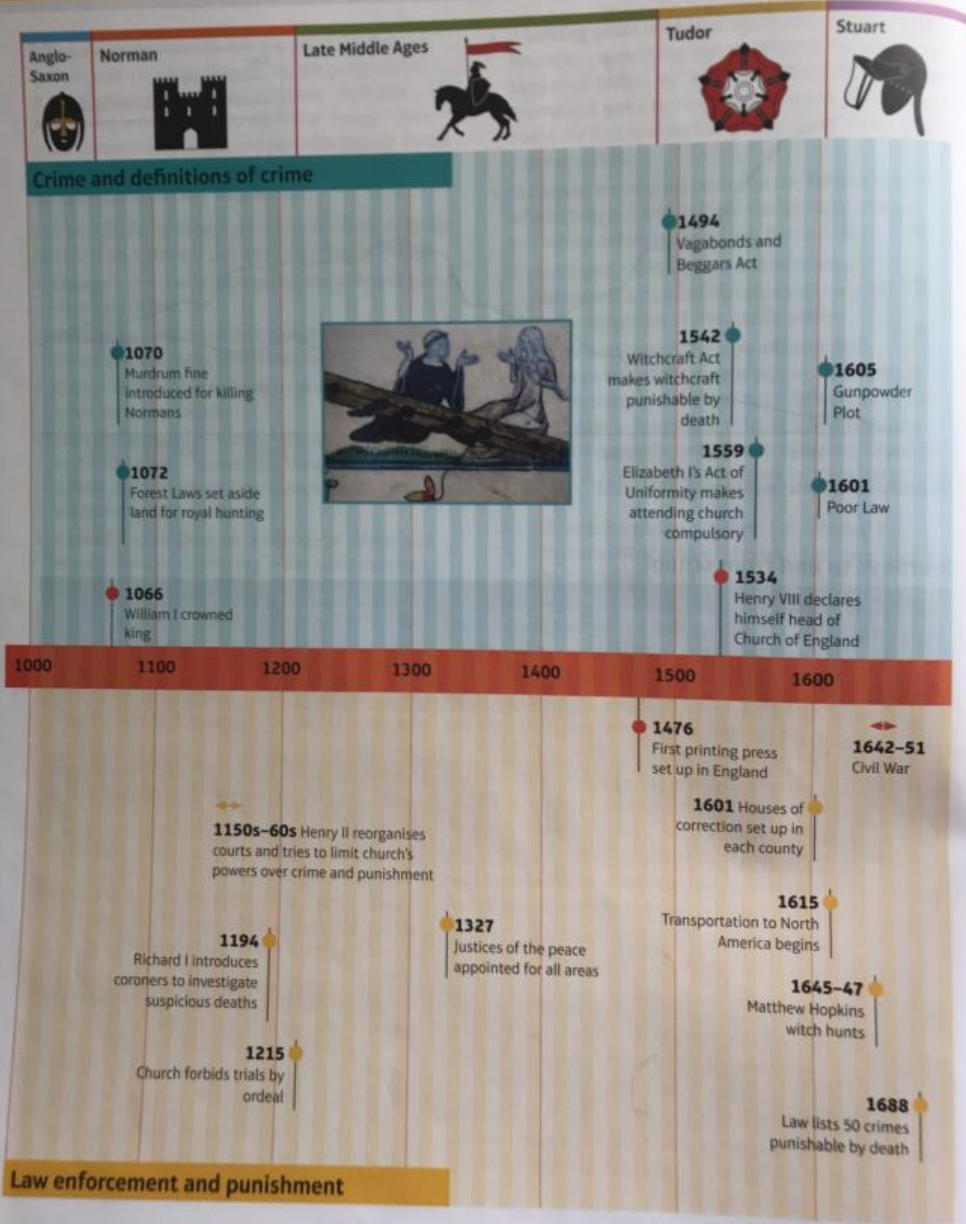 Anglo-
Saxon
Norman
Late Middle Ages
Tudor
Stuart
Crime and definitions of crime
1494
Vagabonds and
Beggars Act
1070
Murdrum fine
introduced for killing
Normans
1542
Witchcraft Act
makes witchcraft
punishable by
death
1605
Gunpowder
Plot
1072
Forest Laws set aside
land for royal hunting
1559
Elizabeth I's Act of
Uniformity makes
attending church
compulsory
1601
Poor Law
1066
William I crowned
king
1534
Henry VIII declares
himself head of
Church of England
1000 1100 1200 1300 1400 1500 1600
1476
First printing press
set up in England
1642–51
Civil War
1150s–60s Henry II reorganises
courts and tries to limit church's
powers over crime and punishment
1601 Houses of
correction set up in
each county
1194
Richard I introduces
coroners to investigate
suspicious deaths
1327
Justices of the peace
appointed for all areas
1615
Transportation to North
America begins
1645–47
Matthew Hopkins
witch hunts
1215
Church forbids trials by
ordeal
1688
Law lists 50 crimes
punishable by death
Law enforcement and punishment